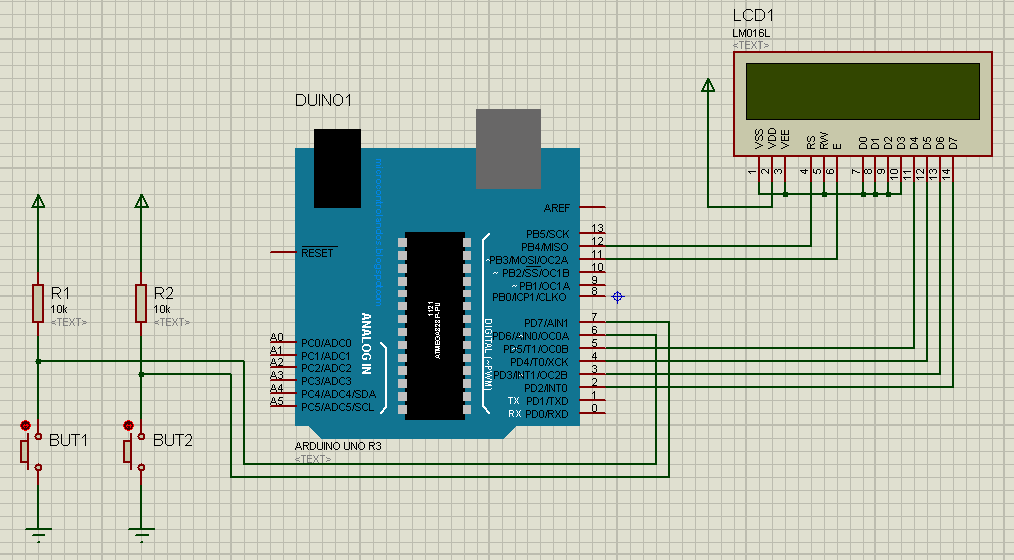 LCD1
LM016L
<TEXT>
VSS
VDD
VEE
RS
RW
E
D0
D1
D2
D3
D4
D5
D6
D7
1
2
3
4
5
6
7
8
9
10
11
12
13
14
DUINO1
microcontrolandos.blogspot.com
RESET
AREF
PB5/SCK 13
PB4/MISO 12
~PB3/MOSI/OC2A 11
~ PB2/SS/OC1B 10
~ PB1/OC1A 9
PB0/ICP1/CLKO 8
PD7/AIN1 7
PD6/AIN0/OC0A 6
PD5/T1/OC0B 5
PD4/T0/XCK 4
PD3/INT1/OC2B 3
PD2/INT0 2
TX PD1/TXD 1
RX PD0/RXD 0
DIGITAL (~PWM)
1121
ATMEGA328P-PU
ANALOG IN
A0 PC0/ADC0
A1 PC1/ADC1
A2 PC2/ADC2
A3 PC3/ADC3
A4 PC4/ADC4/SDA
A5 PC5/ADC5/SCL
ARDUINO UNO R3
<TEXT>
R1
10k
<TEXT>
R2
10k
<TEXT>
BUT1
BUT2